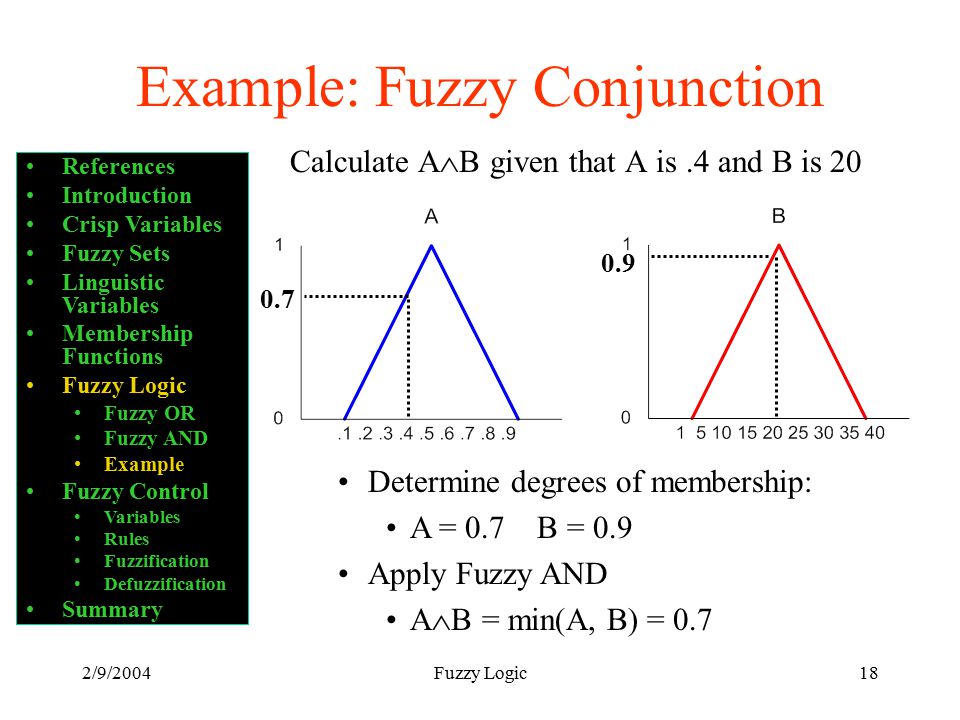 Example: Fuzzy Conjunction
• References
• Introduction
• Crisp Variables
• Fuzzy Sets
• Linguistic
Variables
• Membership
Functions
• Fuzzy Logic
• Fuzzy OR
• Fuzzy AND
• Example
• Fuzzy Control
• Variables
• Rules
• Fuzzification
• Defuzzification
• Summary
Calculate A∧B given that A is .4 and B is 20
A
1
0.7
0
.1 .2 .3 .4 .5 .6 .7 .8 .9
B
1
0.9
0
1 5 10 15 20 25 30 35 40
• Determine degrees of membership:
• A = 0.7 B = 0.9
• Apply Fuzzy AND
• A∧B = min(A, B) = 0.7
2/9/2004
Fuzzy Logic
18